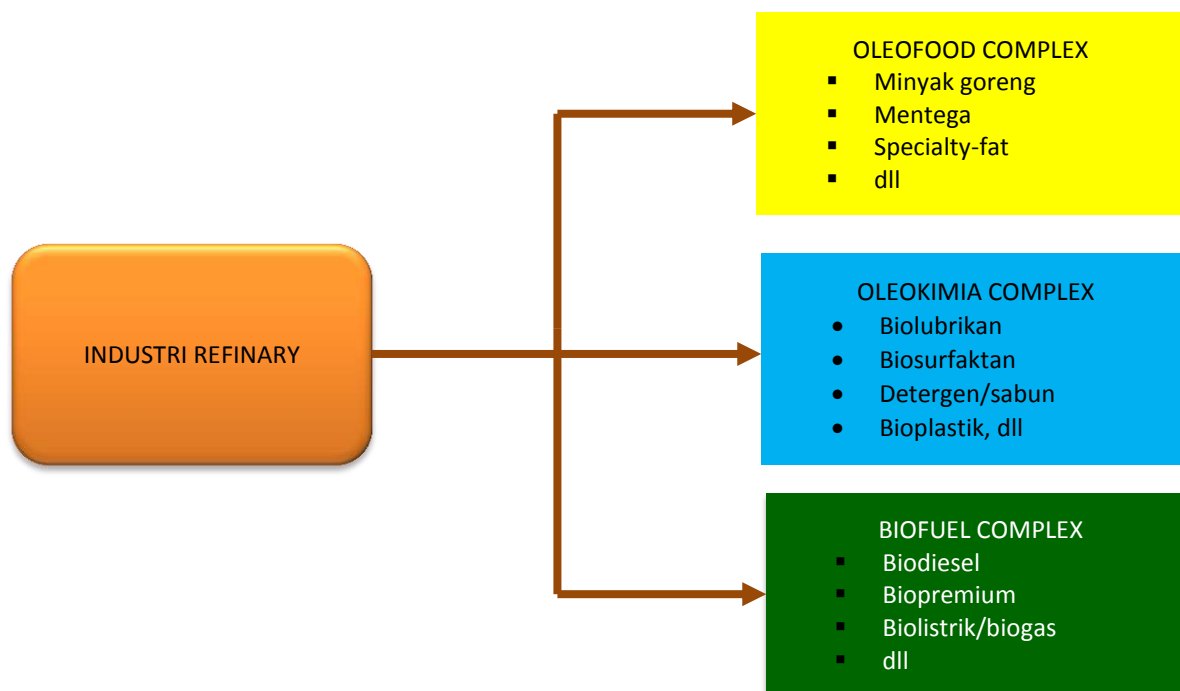 INDUSTRI REFINARY
OLEOFOOD COMPLEX
▪ Minyak goreng
▪ Mentega
▪ Specialty-fat
▪ dll
OLEOKIMIA COMPLEX
• Biolubrikan
• Biosurfaktan
• Detergen/sabun
• Bioplastik, dll
BIOFUEL COMPLEX
▪ Biodiesel
▪ Biopremium
▪ Biolistrik/biogas
▪ dll